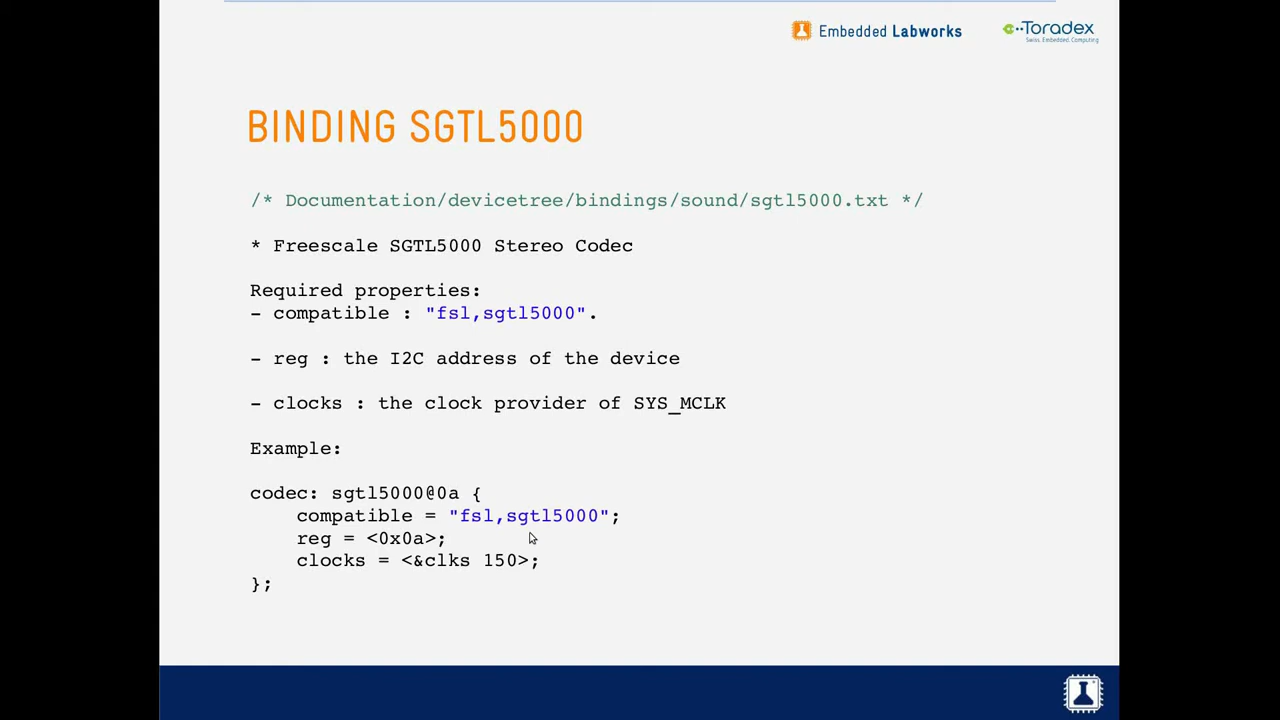 Embedded Labworks
Toradex
Swiss. Embedded. Computing.
BINDING SGTL5000
/* Documentation/devicetree/bindings/sound/sgtl5000.txt */
* Freescale SGTL5000 Stereo Codec
Required properties:
- compatible : "fsl,sgtl5000".
- reg : the I2C address of the device
- clocks : the clock provider of SYS_MCLK
Example:
codec: sgtl5000@0a {
    compatible = "fsl,sgtl5000";
    reg = <0x0a>;
    clocks = <&clks 150>;
};